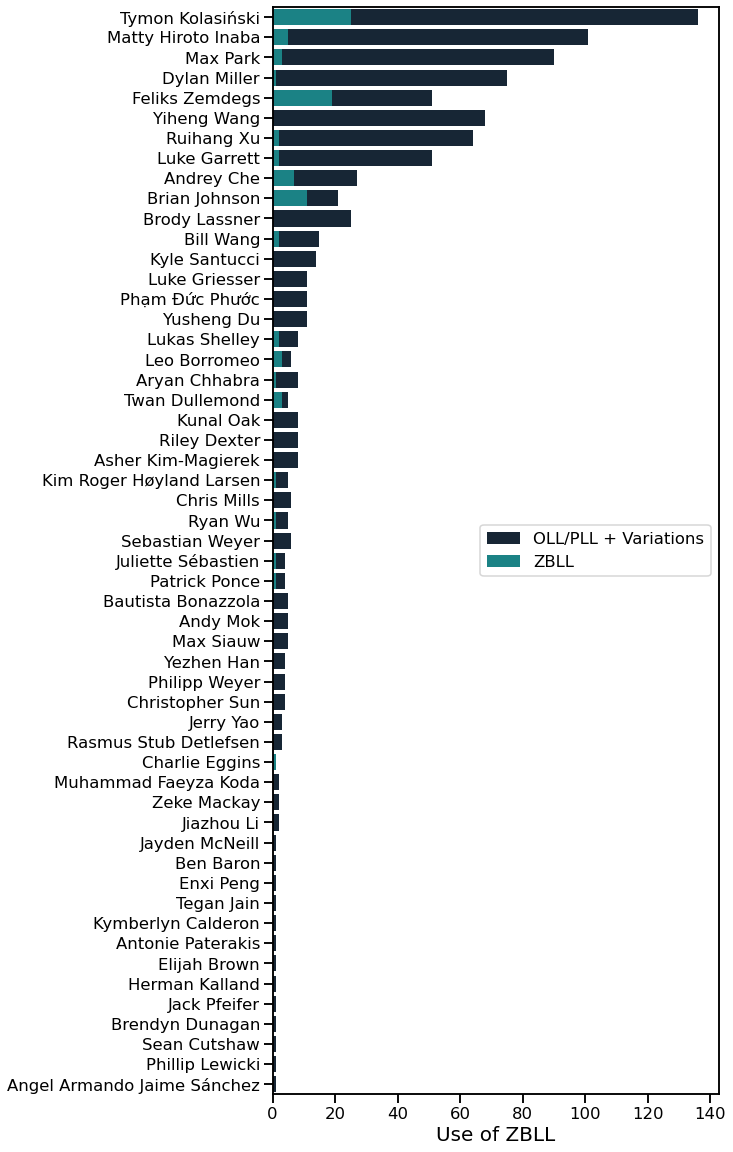 Tymon Kolasiński
Matty Hiroto Inaba
Max Park
Dylan Miller
Feliks Zemdegs
Yiheng Wang
Ruihang Xu
Luke Garrett
Andrey Che
Brian Johnson
Brody Lassner
Bill Wang
Kyle Santucci
Luke Griesser
Phạm Đức Phước
Yusheng Du
Lukas Shelley
Leo Borromeo
Aryan Chhabra
Twan Dullemond
Kunal Oak
Riley Dexter
Asher Kim-Magierek
Kim Roger Høyland Larsen
Chris Mills
Ryan Wu
Sebastian Weyer
Juliette Sébastien
Patrick Ponce
Bautista Bonazzola
Andy Mok
Max Siauw
Yezhen Han
Philipp Weyer
Christopher Sun
Jerry Yao
Rasmus Stub Detlefsen
Charlie Eggins
Muhammad Faeyza Koda
Zeke Mackay
Jiazhou Li
Jayden McNeill
Ben Baron
Enxi Peng
Tegan Jain
Kymberlyn Calderon
Antonie Paterakis
Elijah Brown
Herman Kalland
Jack Pfeifer
Brendyn Dunagan
Sean Cutshaw
Phillip Lewicki
Angel Armando Jaime Sánchez
OLL/PLL + Variations
ZBLL
0 20 40 60 80 100 120 140
Use of ZBLL